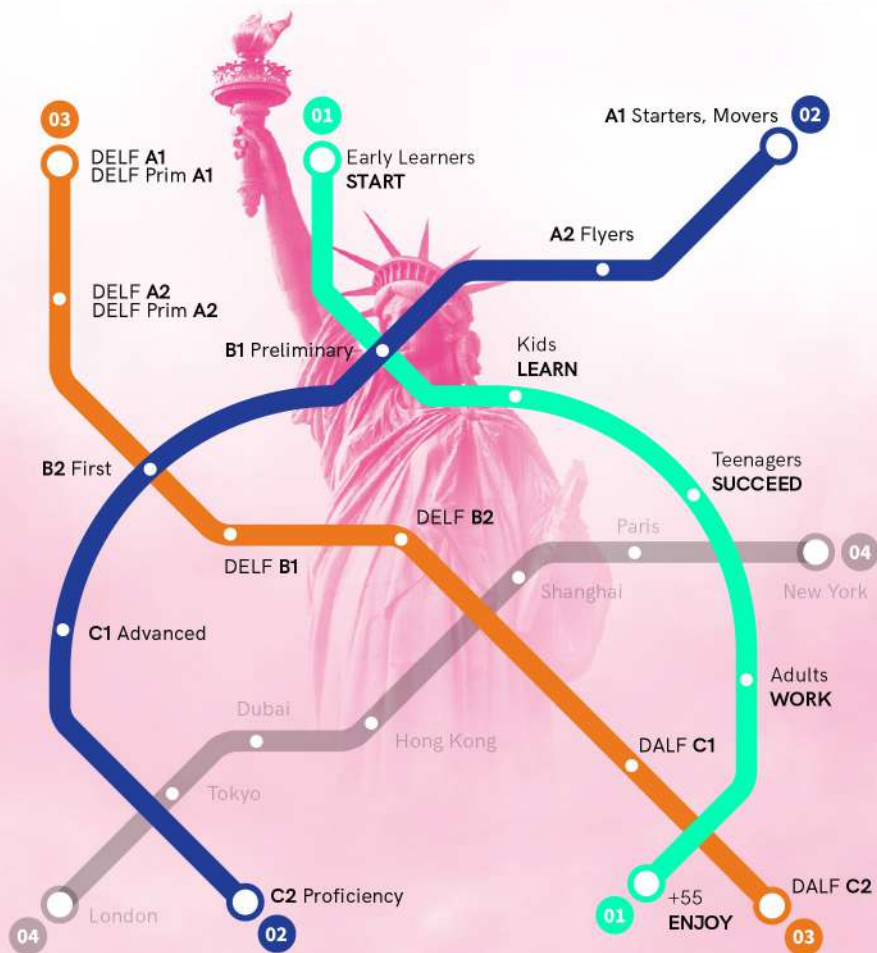 03
01
A1 Starters, Movers
02
DELF A1
DELF Prim A1
Early Learners
START
A2 Flyers
DELF A2
DELF Prim A2
B1 Preliminary
Kids
LEARN
B2 First
Teenagers
SUCCEED
DELF B2
Paris
04
DELF B1
Shanghai
New York
C1 Advanced
Adults
WORK
Dubai
Hong Kong
DALF C1
Tokyo
C2 Proficiency
+55
ENJOY
DALF C2
London
04
02
01
03